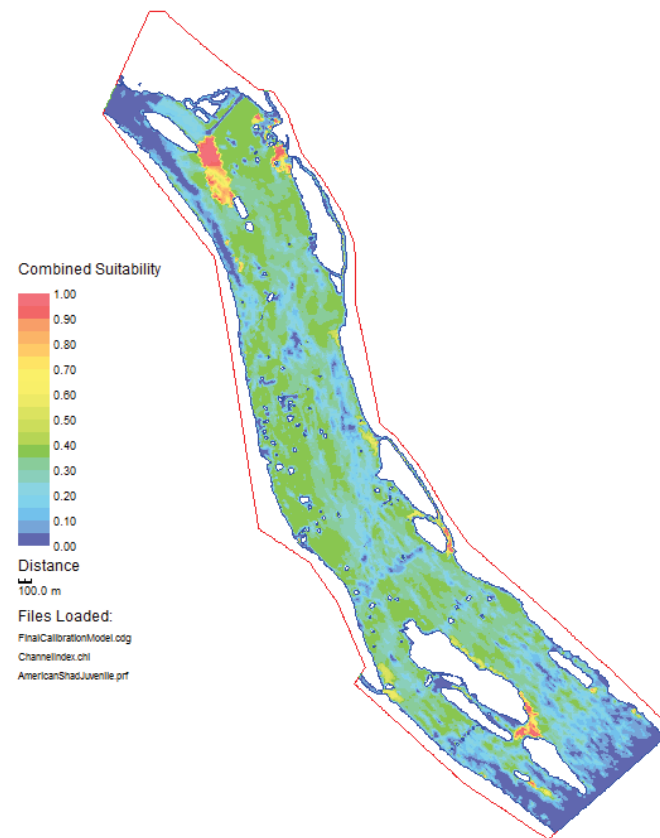 Combined Suitability
1.00
0.90
0.80
0.70
0.60
0.50
0.40
0.30
0.20
0.10
0.00
Distance
100.0 m
Files Loaded:
FinalCalibrationModel.cdg
ChannelIndex.chi
AmericanShadJuvenile.prf